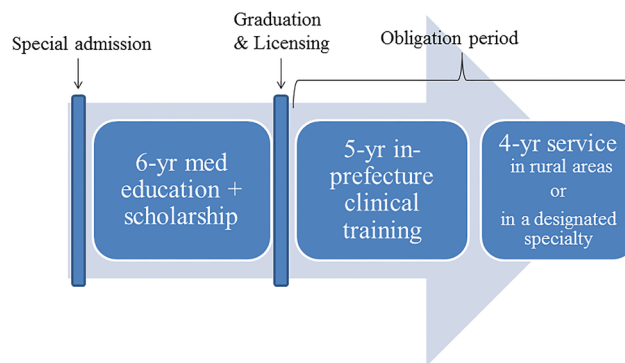 Special admission
Graduation
& Licensing
Obligation period
6-yr med
education +
scholarship
5-yr in-
prefecture
clinical
training
4-yr service
in rural areas
or
in a designated
specialty